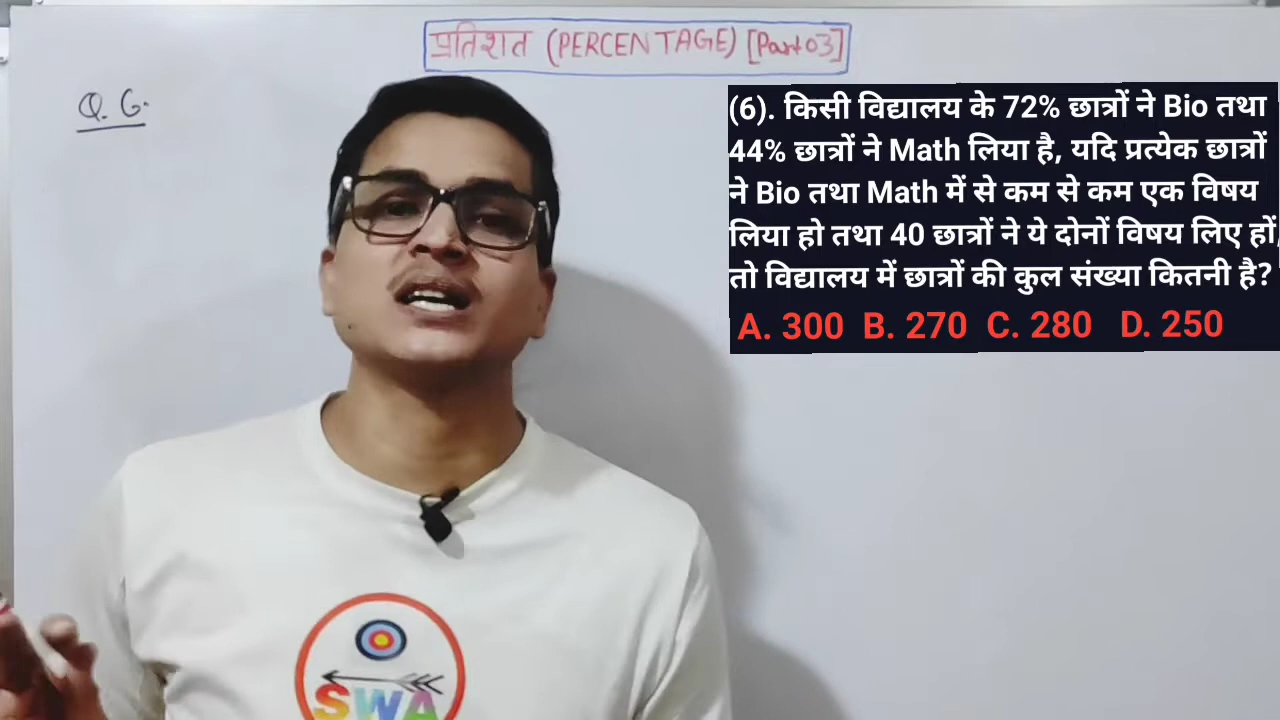 प्रतिशत (PERCENTAGE) [Part 03]
Q. 6.
(6). किसी विद्यालय के 72% छात्रों ने Bio तथा
44% छात्रों ने Math लिया है, यदि प्रत्येक छात्रों
ने Bio तथा Math में से कम से कम एक विषय
लिया हो तथा 40 छात्रों ने ये दोनों विषय लिए हों,
तो विद्यालय में छात्रों की कुल संख्या कितनी है?
A. 300 B. 270 C. 280 D. 250
SWA